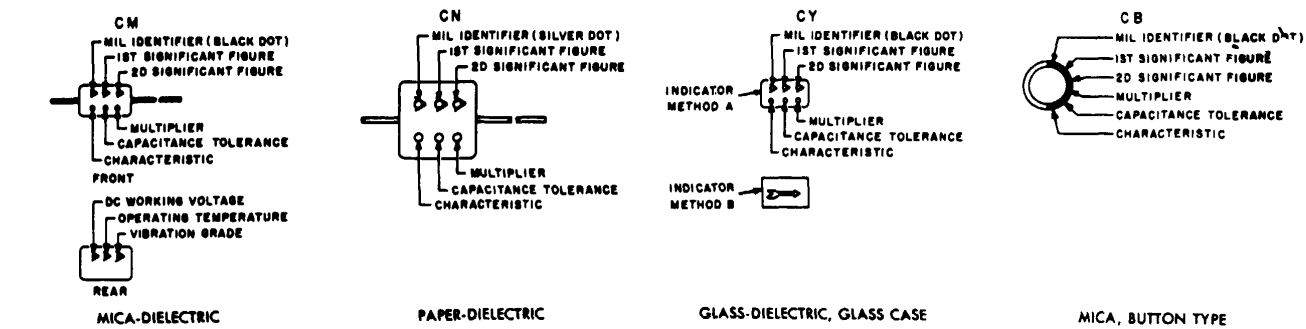 CM
MIL IDENTIFIER (BLACK DOT)
1ST SIGNIFICANT FIGURE
2D SIGNIFICANT FIGURE
MULTIPLIER
CAPACITANCE TOLERANCE
CHARACTERISTIC
FRONT
DC WORKING VOLTAGE
OPERATING TEMPERATURE
VIBRATION GRADE
REAR
MICA-DIELECTRIC
CN
MIL IDENTIFIER (SILVER DOT)
1ST SIGNIFICANT FIGURE
2D SIGNIFICANT FIGURE
MULTIPLIER
CAPACITANCE TOLERANCE
CHARACTERISTIC
PAPER-DIELECTRIC
CY
MIL IDENTIFIER (BLACK DOT)
1ST SIGNIFICANT FIGURE
2D SIGNIFICANT FIGURE
INDICATOR
METHOD A
MULTIPLIER
CAPACITANCE TOLERANCE
CHARACTERISTIC
INDICATOR
METHOD B
GLASS-DIELECTRIC, GLASS CASE
CB
MIL IDENTIFIER (BLACK DOT)
1ST SIGNIFICANT FIGURE
2D SIGNIFICANT FIGURE
MULTIPLIER
CAPACITANCE TOLERANCE
CHARACTERISTIC
MICA, BUTTON TYPE